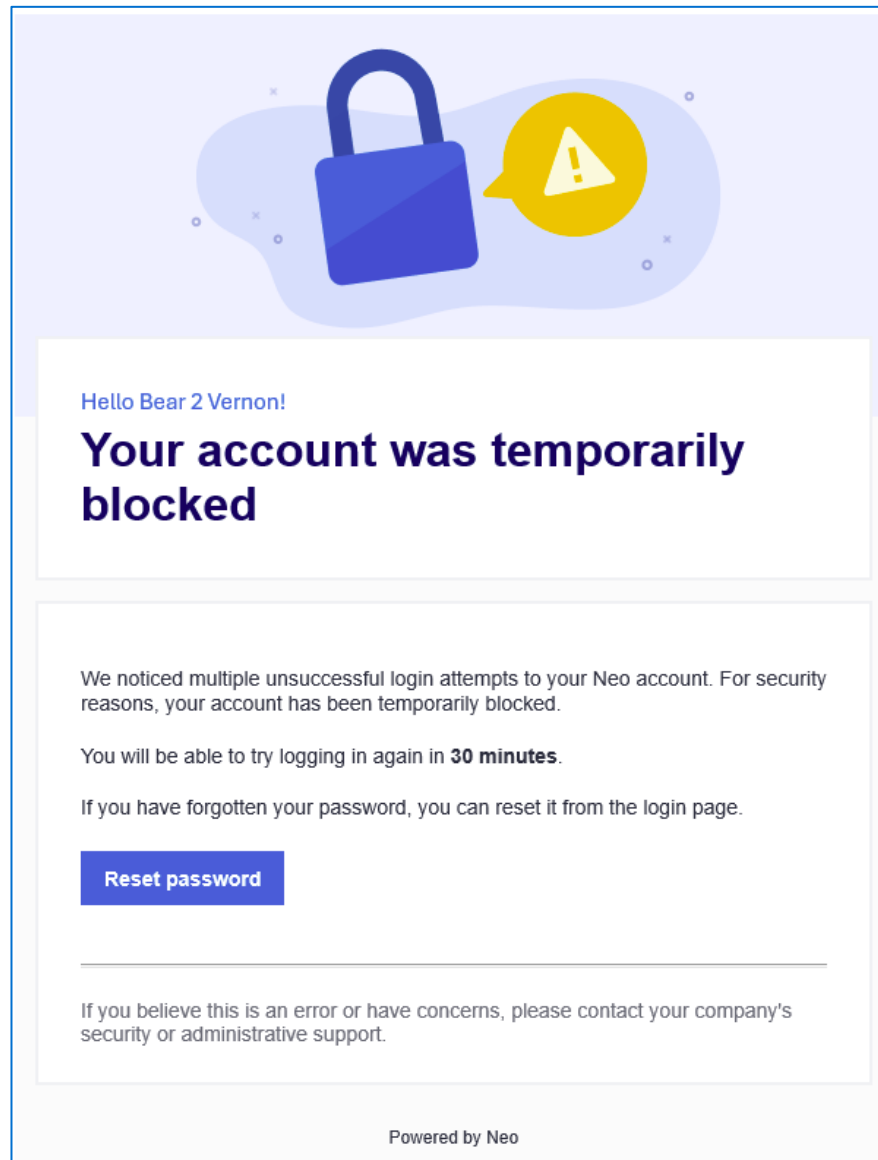 Hello Bear 2 Vernon!
Your account was temporarily
blocked
We noticed multiple unsuccessful login attempts to your Neo account. For security
reasons, your account has been temporarily blocked.
You will be able to try logging in again in 30 minutes.
If you have forgotten your password, you can reset it from the login page.
Reset password
If you believe this is an error or have concerns, please contact your company's
security or administrative support.
Powered by Neo